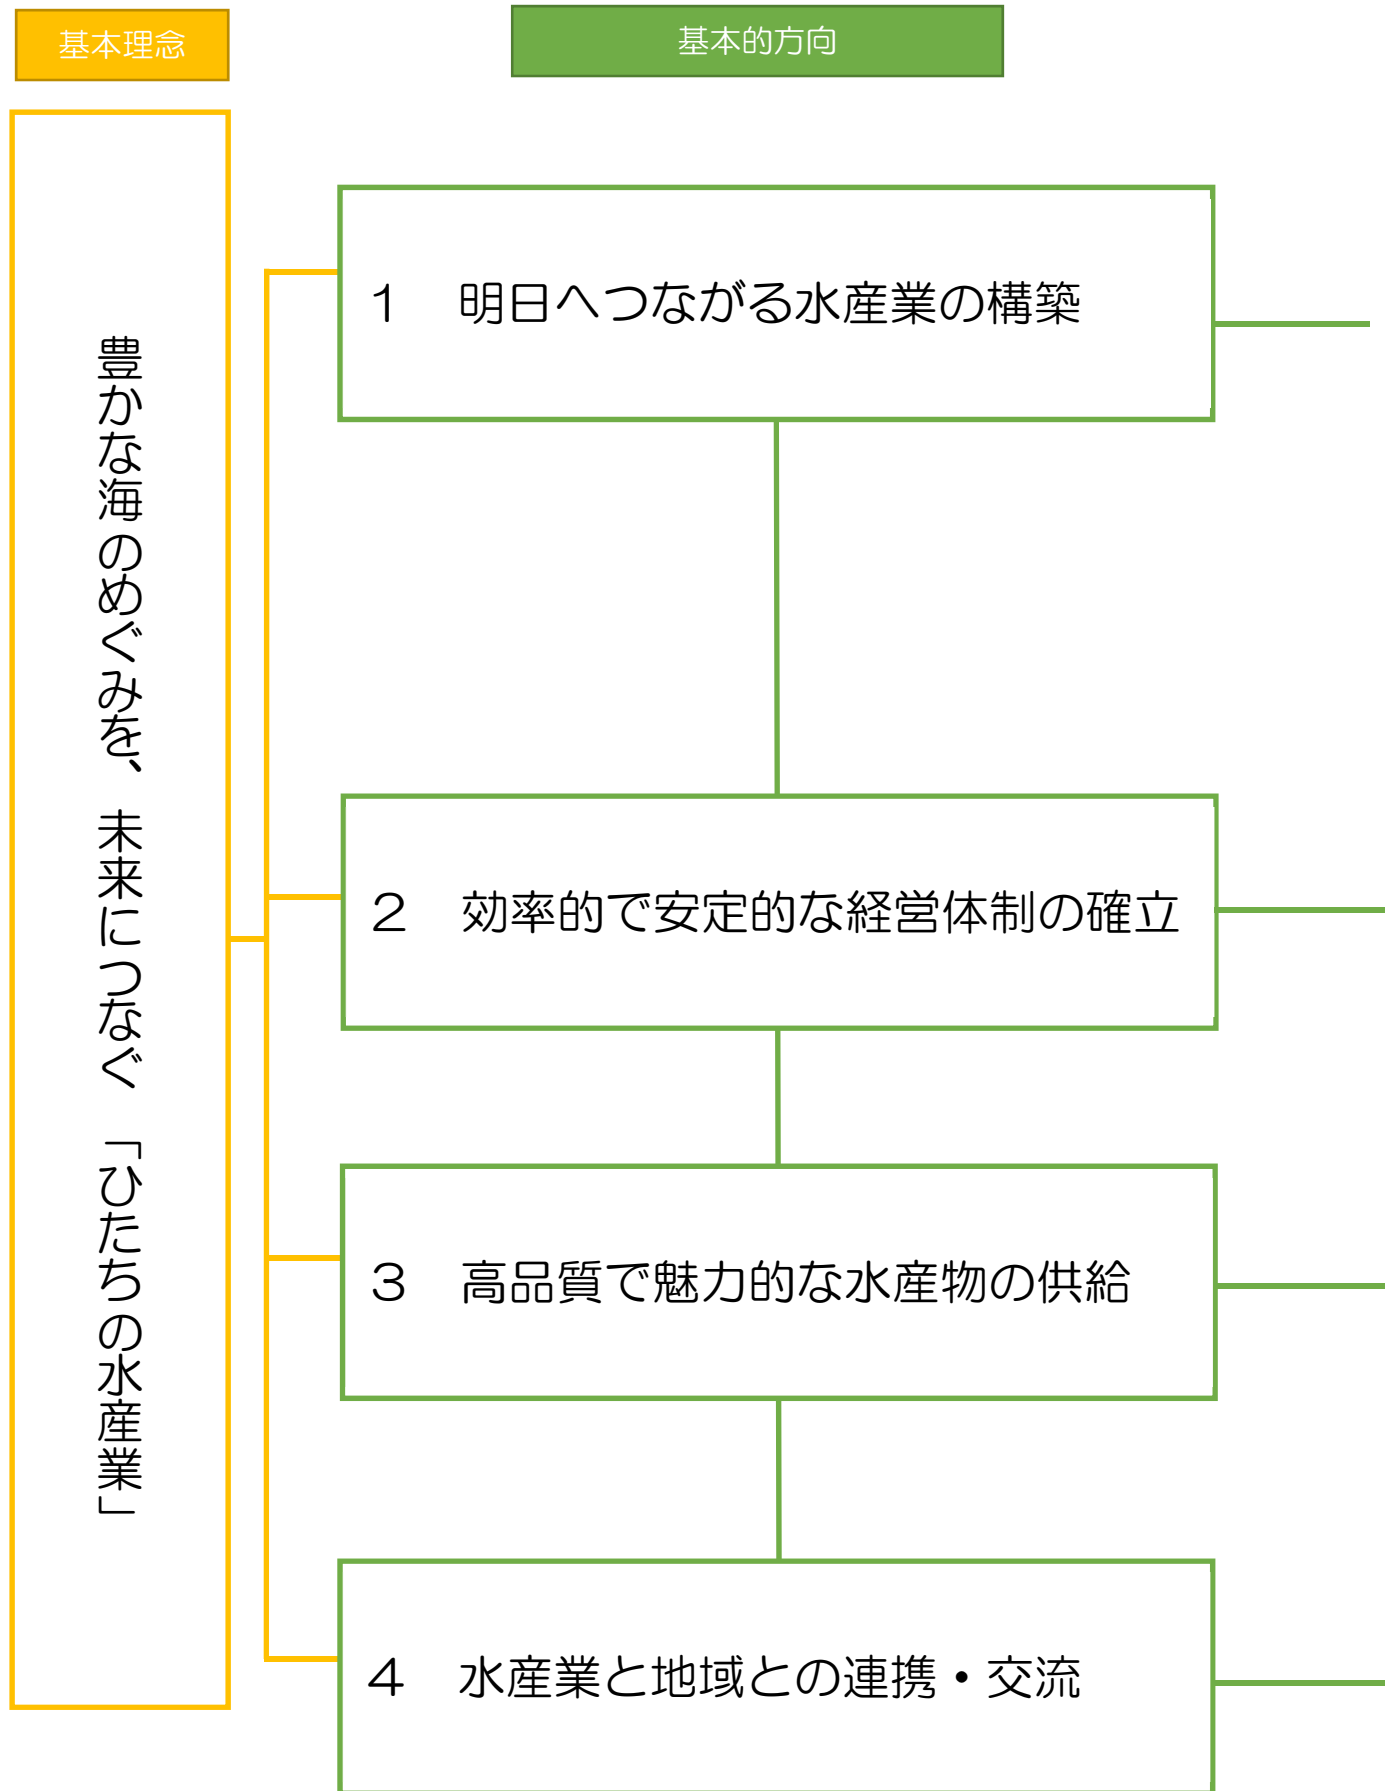 基本理念
基本的方向
豊かな海のめぐみを、未来につなぐ「ひたちの水産業」
１　明日へつながる水産業の構築
２　効率的で安定的な経営体制の確立
３　高品質で魅力的な水産物の供給
４　水産業と地域との連携・交流